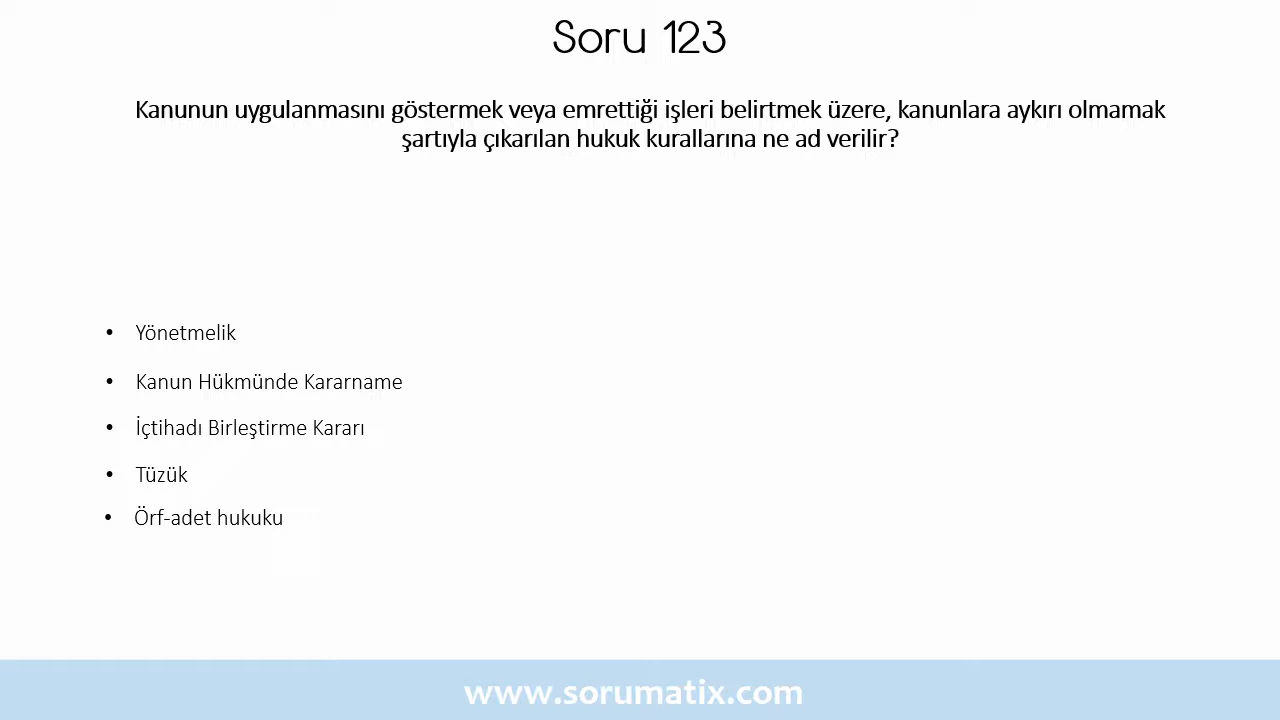 Soru 123
Kanunun uygulanmasını göstermek veya emrettiği işleri belirtmek üzere, kanunlara aykırı olmamak
şartıyla çıkarılan hukuk kurallarına ne ad verilir?
• Yönetmelik
• Kanun Hükmünde Kararname
• İçtihadı Birleştirme Kararı
• Tüzük
• Örf-adet hukuku
www.sorumatix.com